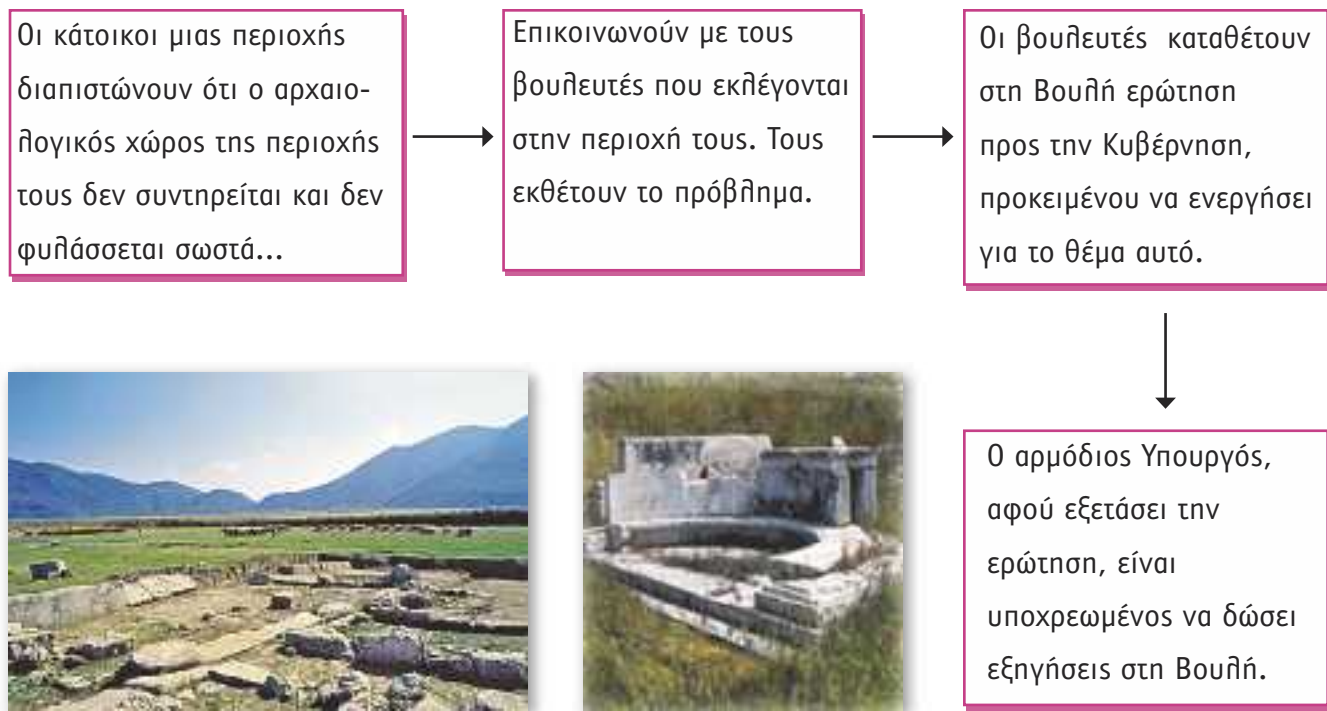 Οι κάτοικοι μιας περιοχής
διαπιστώνουν ότι ο αρχαιο-
λογικός χώρος της περιοχής
τους δεν συντηρείται και δεν
φυλάσσεται σωστά...
Επικοινωνούν με τους
βουλευτές που εκλέγονται
στην περιοχή τους. Τους
εκθέτουν το πρόβλημα.
Οι βουλευτές καταθέτουν
στη Βουλή ερώτηση
προς την Κυβέρνηση,
προκειμένου να ενεργήσει
για το θέμα αυτό.
Ο αρμόδιος Υπουργός,
αφού εξετάσει την
ερώτηση, είναι
υποχρεωμένος να δώσει
εξηγήσεις στη Βουλή.